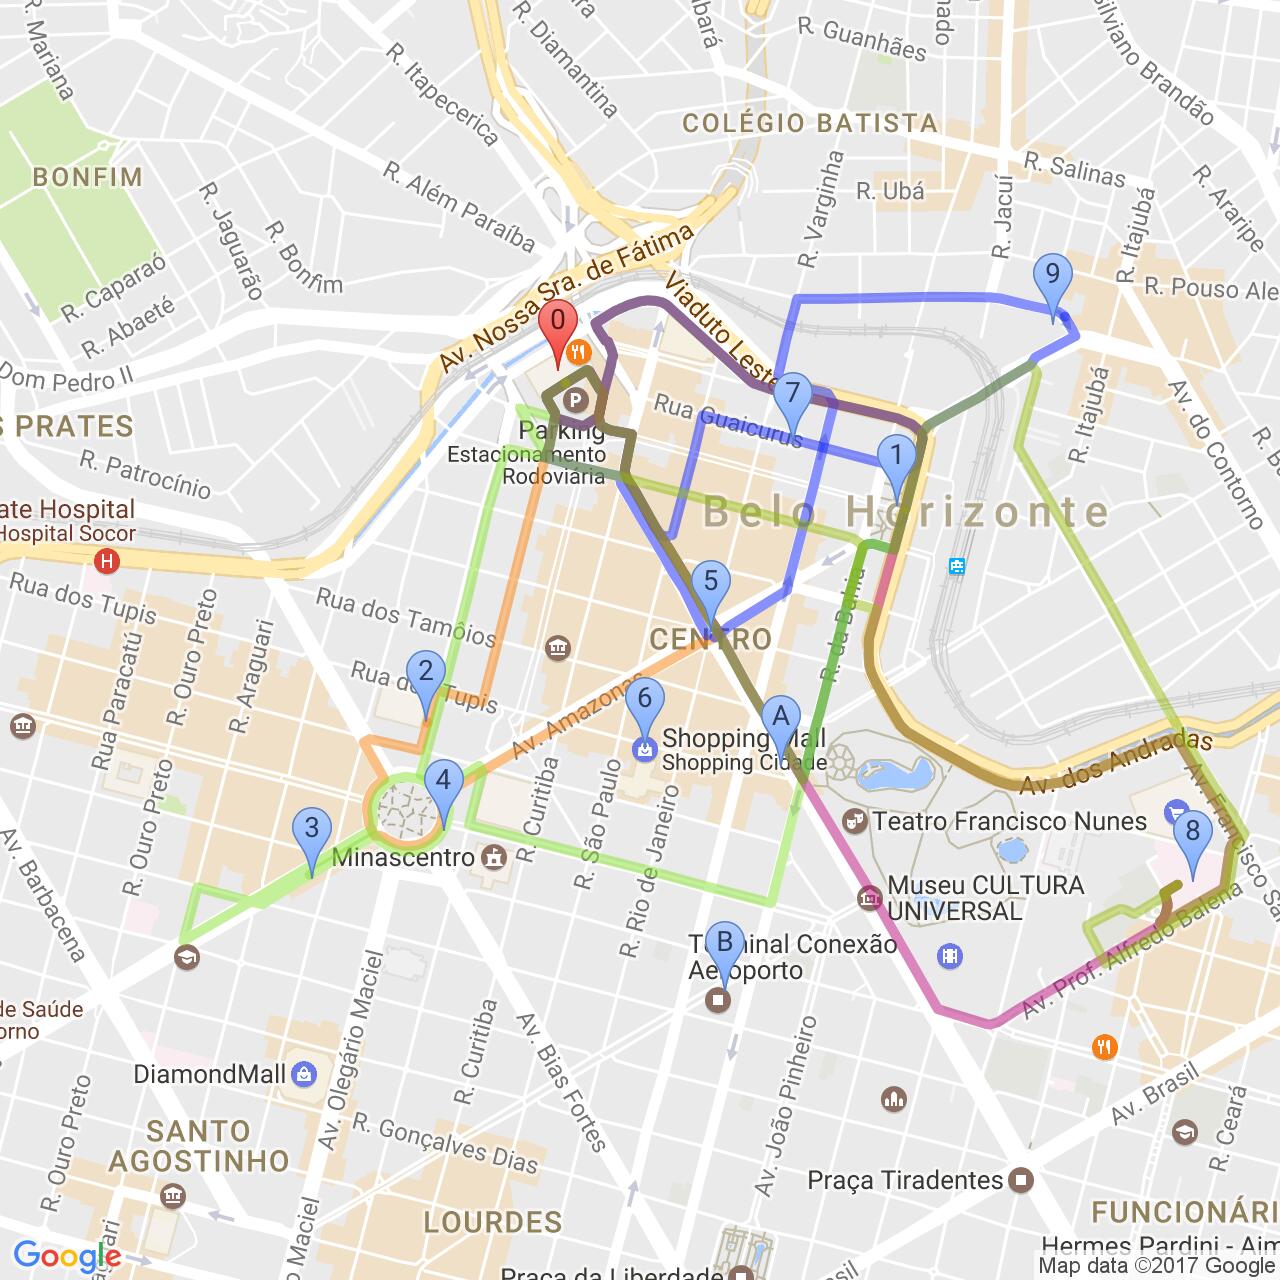 R. Mariana
R. Itapecerica
R. Diamantina
R. Guanhães
COLÉGIO BATISTA
R. Varginha
R. Ubá
R. Jacuí
R. Salinas
R. Itajubá
R. Araripe
Silviano Brandão
BONFIM
R. Além Paraíba
R. Jaguarão
R. Bonfim
R. Caparaó
R. Abaeté
Av. Nossa Sra. de Fátima
Viaduto Leste
R. Pouso Ale
9
0
Dom Pedro II
S PRATES
R. Patrocínio
P
Parking
Estacionamento
Rodoviária
Rua Guaicurus
7
1
R. Itajubá
Av. do Contorno
Belo Horizonte
ate Hospital
Hospital Socor
H
Rua dos Tupis
Rua dos Tamôios
5
CENTRO
R. da Bahia
Rua Paracatú
R. Ouro Preto
R. Araguari
2
Rua dos Tupis
Av. Amazonas
6
A
Shopping Mall
Shopping Cidade
Av. dos Andradas
Av. Francisco Sa
4
3
Minascentro
R. Curitiba
R. São Paulo
R. Rio de Janeiro
Teatro Francisco Nunes
8
Museu CULTURA
UNIVERSAL
R. Ouro Preto
Av. Barbacena
B
Terminal Conexão
Aeroporto
Av. Prof. Alfredo Balena
de Saúde
orno
DiamondMall
Av. Olegário Maciel
R. Curitiba
Av. Bias Fortes
Av. João Pinheiro
Av. Brasil
R. Ceará
SANTO
AGOSTINHO
R. Ouro Preto
R. Gonçalves Dias
Praça Tiradentes
LOURDES
FUNCIONÁRI
Hermes Pardini - Aim
Praça da Liberdade
Maciel
Google
Map data ©2017 Google